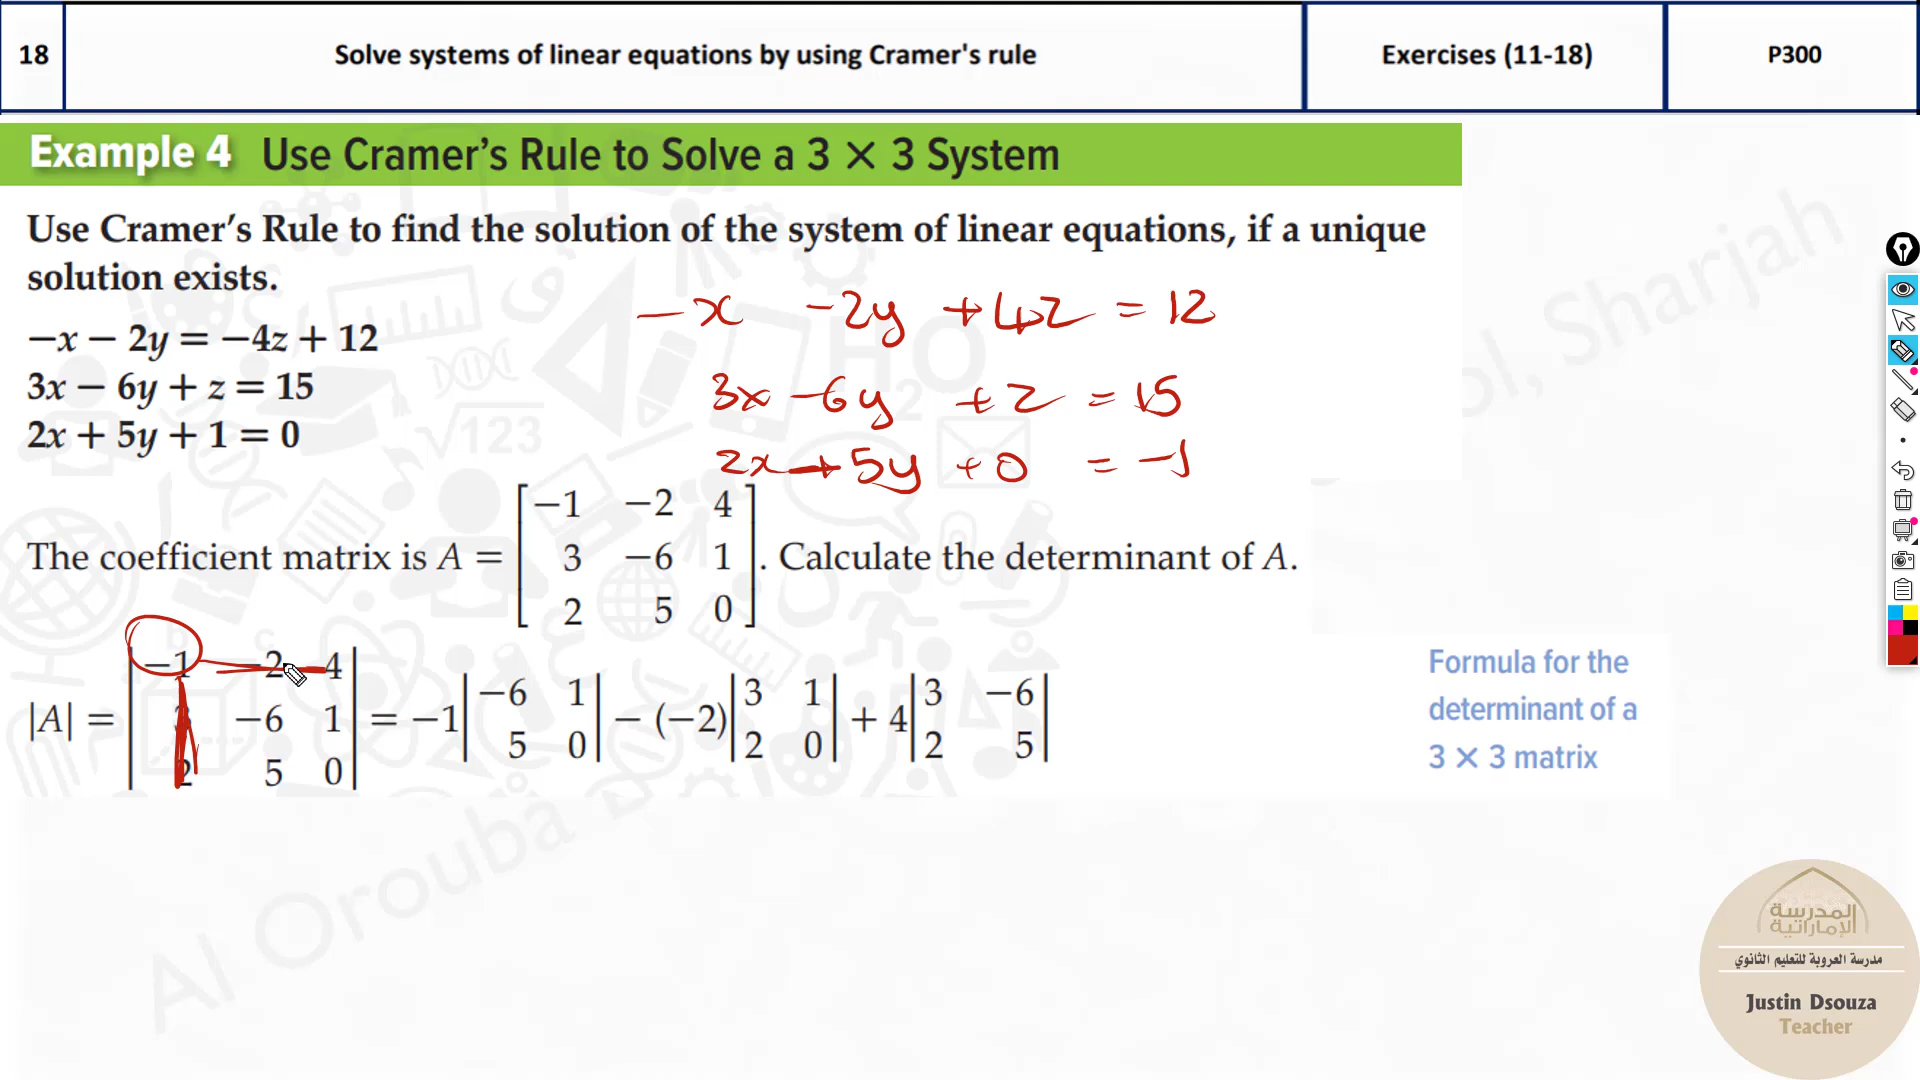 18 Solve systems of linear equations by using Cramer's rule Exercises (11-18) P300
Example 4 Use Cramer's Rule to Solve a 3 × 3 System
Use Cramer's Rule to find the solution of the system of linear equations, if a unique
solution exists.
−x − 2y = −4z + 12
3x − 6y + z = 15
2x + 5y + 1 = 0
−x −2y +4z = 12
3x −6y +z = 15
2x +5y +0 = −1
The coefficient matrix is A = [−1 −2 4
3 −6 1
2 5 0]. Calculate the determinant of A.
|A| = |−1 −2 4
3 −6 1
2 5 0| = −1|−6 1
5 0| − (−2)|3 1
2 0| + 4|3 −6
2 5|
Formula for the
determinant of a
3 × 3 matrix
Al Orouba
ol, Sharjah
المدرسة
الإماراتية
مدرسة العروبة للتعليم الثانوي
Justin Dsouza
Teacher